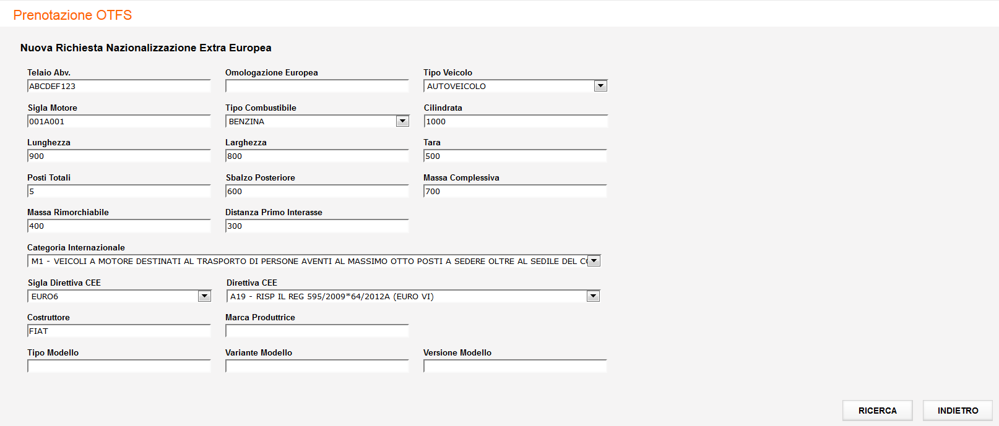 Prenotazione OTFS
Nuova Richiesta Nazionalizzazione Extra Europea
Telaio Abv. Omologazione Europea Tipo Veicolo
ABCDEF123 AUTOVEICOLO
Sigla Motore Tipo Combustibile Cilindrata
001A001 BENZINA 1000
Lunghezza Larghezza Tara
900 800 500
Posti Totali Sbalzo Posteriore Massa Complessiva
5 600 700
Massa Rimorchiabile Distanza Primo Interasse
400 300
Categoria Internazionale
M1 - VEICOLI A MOTORE DESTINATI AL TRASPORTO DI PERSONE AVENTI AL MASSIMO OTTO POSTI A SEDERE OLTRE AL SEDILE DEL
Sigla Direttiva CEE Direttiva CEE
EURO6 A19 - RISP IL REG 595/2009*64/2012A (EURO VI)
Costruttore Marca Produttrice
FIAT
Tipo Modello Variante Modello Versione Modello
RICERCA INDIETRO